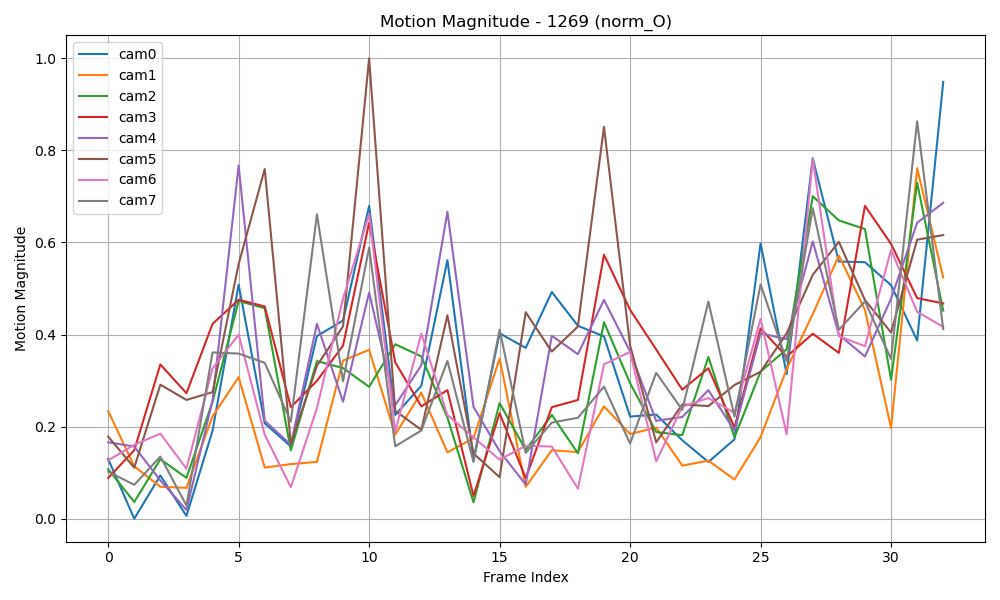 Motion Magnitude - 1269 (norm_O)
cam0
cam1
cam2
cam3
cam4
cam5
cam6
cam7
Motion Magnitude
1.0
0.8
0.6
0.4
0.2
0.0
0 5 10 15 20 25 30
Frame Index